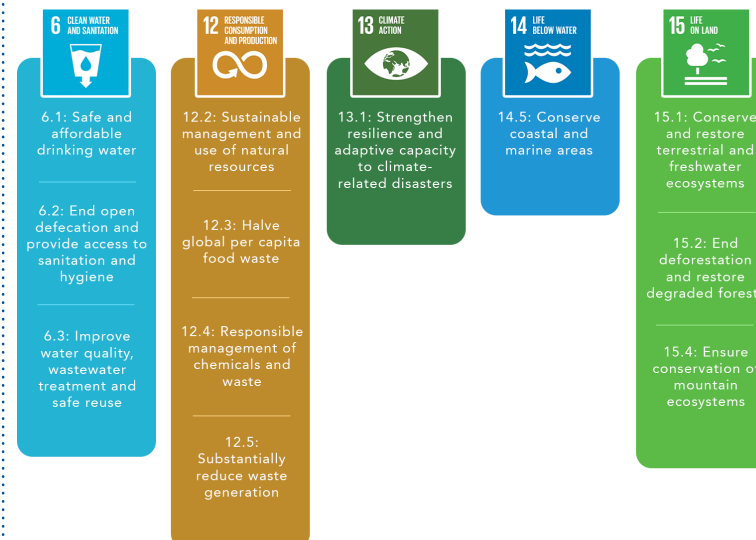 6 CLEAN WATER
AND SANITATION
6.1: Safe and
affordable
drinking water
6.2: End open
defecation and
provide access to
sanitation and
hygiene
6.3: Improve
water quality,
wastewater
treatment and
safe reuse
12 RESPONSIBLE
CONSUMPTION
AND PRODUCTION
12.2: Sustainable
management and
use of natural
resources
12.3: Halve
global per capita
food waste
12.4: Responsible
management of
chemicals and
waste
12.5:
Substantially
reduce waste
generation
13 CLIMATE
ACTION
13.1: Strengthen
resilience and
adaptive capacity
to climate-
related disasters
14 LIFE
BELOW WATER
14.5: Conserve
coastal and
marine areas
15 LIFE
ON LAND
15.1: Conserve
and restore
terrestrial and
freshwater
ecosystems
15.2: End
deforestation
and restore
degraded forest
15.4: Ensure
conservation of
mountain
ecosystems